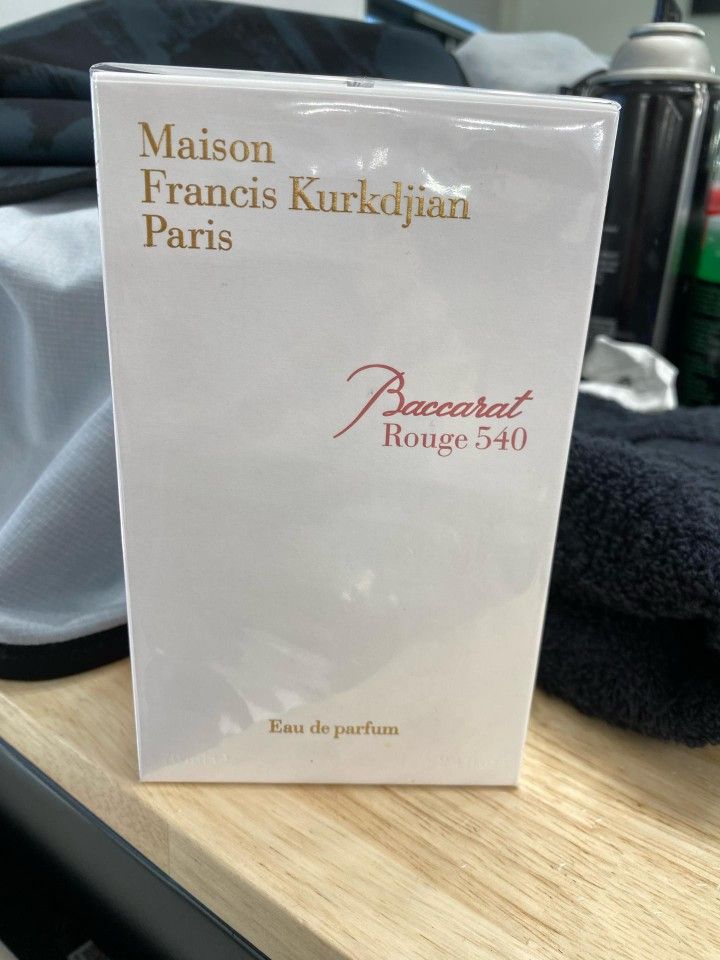 Maison
Francis Kurkdjian
Paris
Baccarat
Rouge 540
Eau de parfum